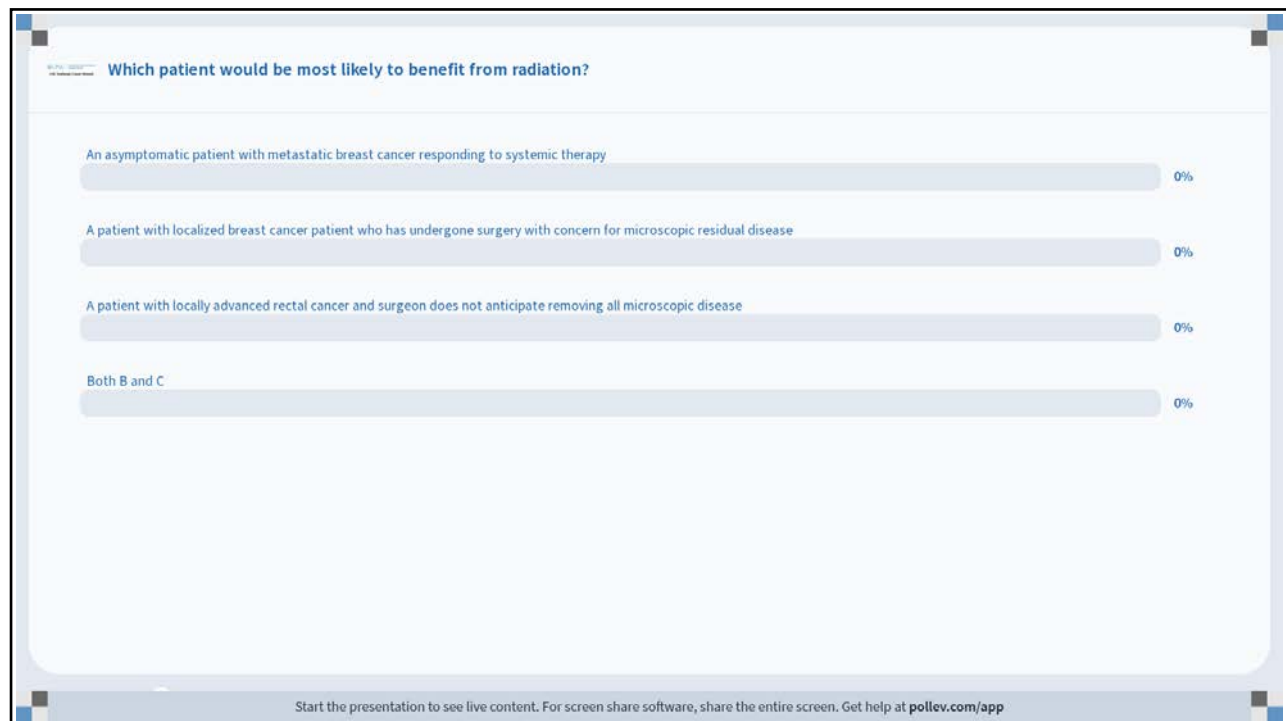 Which patient would be most likely to benefit from radiation?
An asymptomatic patient with metastatic breast cancer responding to systemic therapy
0%
A patient with localized breast cancer patient who has undergone surgery with concern for microscopic residual disease
0%
A patient with locally advanced rectal cancer and surgeon does not anticipate removing all microscopic disease
0%
Both B and C
0%
Start the presentation to see live content. For screen share software, share the entire screen. Get help at pollev.com/app